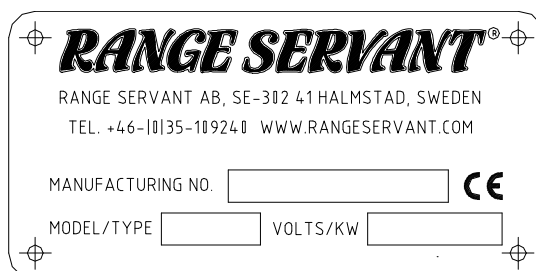 RANGE SERVANT®
RANGE SERVANT AB, SE-302 41 HALMSTAD, SWEDEN
TEL. +46-|0|35-109240 WWW.RANGESERVANT.COM
MANUFACTURING NO. CE
MODEL/TYPE VOLTS/KW